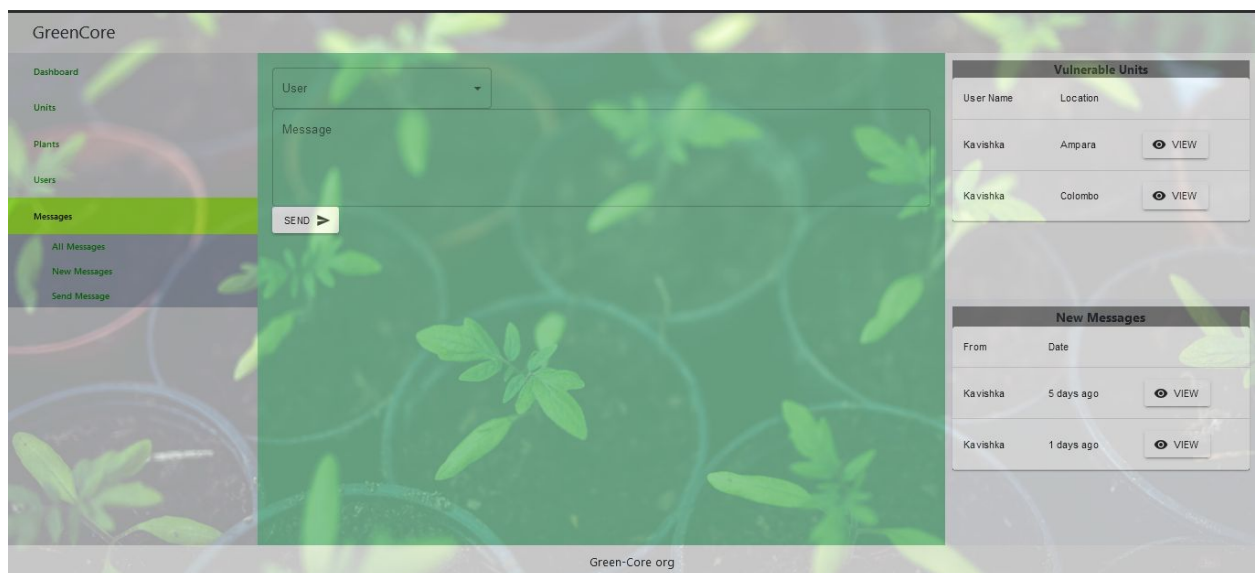 GreenCore
Dashboard
Units
Plants
Users
Messages
All Messages
New Messages
Send Message
User
Message
SEND
Vulnerable Units
User Name Location
Kavishka Ampara VIEW
Kavishka Colombo VIEW
New Messages
From Date
Kavishka 5 days ago VIEW
Kavishka 1 days ago VIEW
Green-Core org